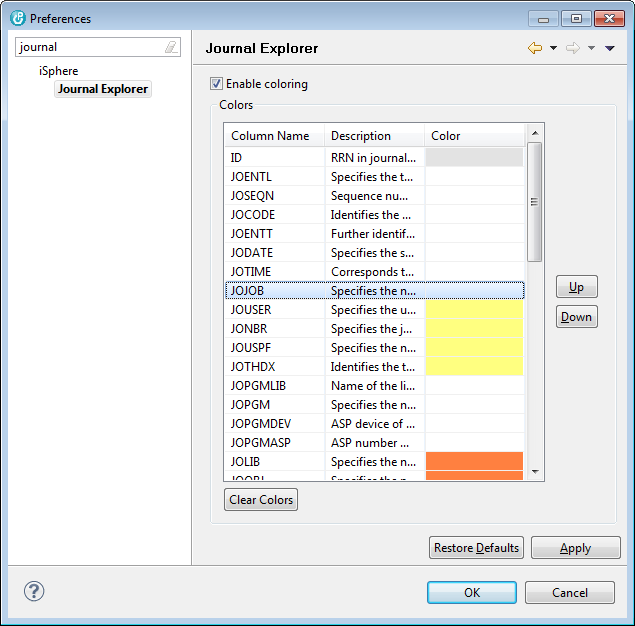 Preferences
journal
iSphere
Journal Explorer
Journal Explorer
Enable coloring
Colors
Column Name Description Color
ID RRN in journal...
JOENTL Specifies the t...
JOSEQN Sequence nu...
JOCODE Identifies the ...
JOENTT Further identif...
JODATE Specifies the s...
JOTIME Corresponds t...
JOJOB Specifies the n...
JOUSER Specifies the u...
JONBR Specifies the j...
JOUSPF Specifies the n...
JOTHDX Identifies the t...
JOPGMLIB Name of the li...
JOPGM Specifies the n...
JOPGMDEV ASP device of ...
JOPGMASP ASP number ...
JOLIB Specifies the n...
Up
Down
Clear Colors
Restore Defaults Apply
OK Cancel